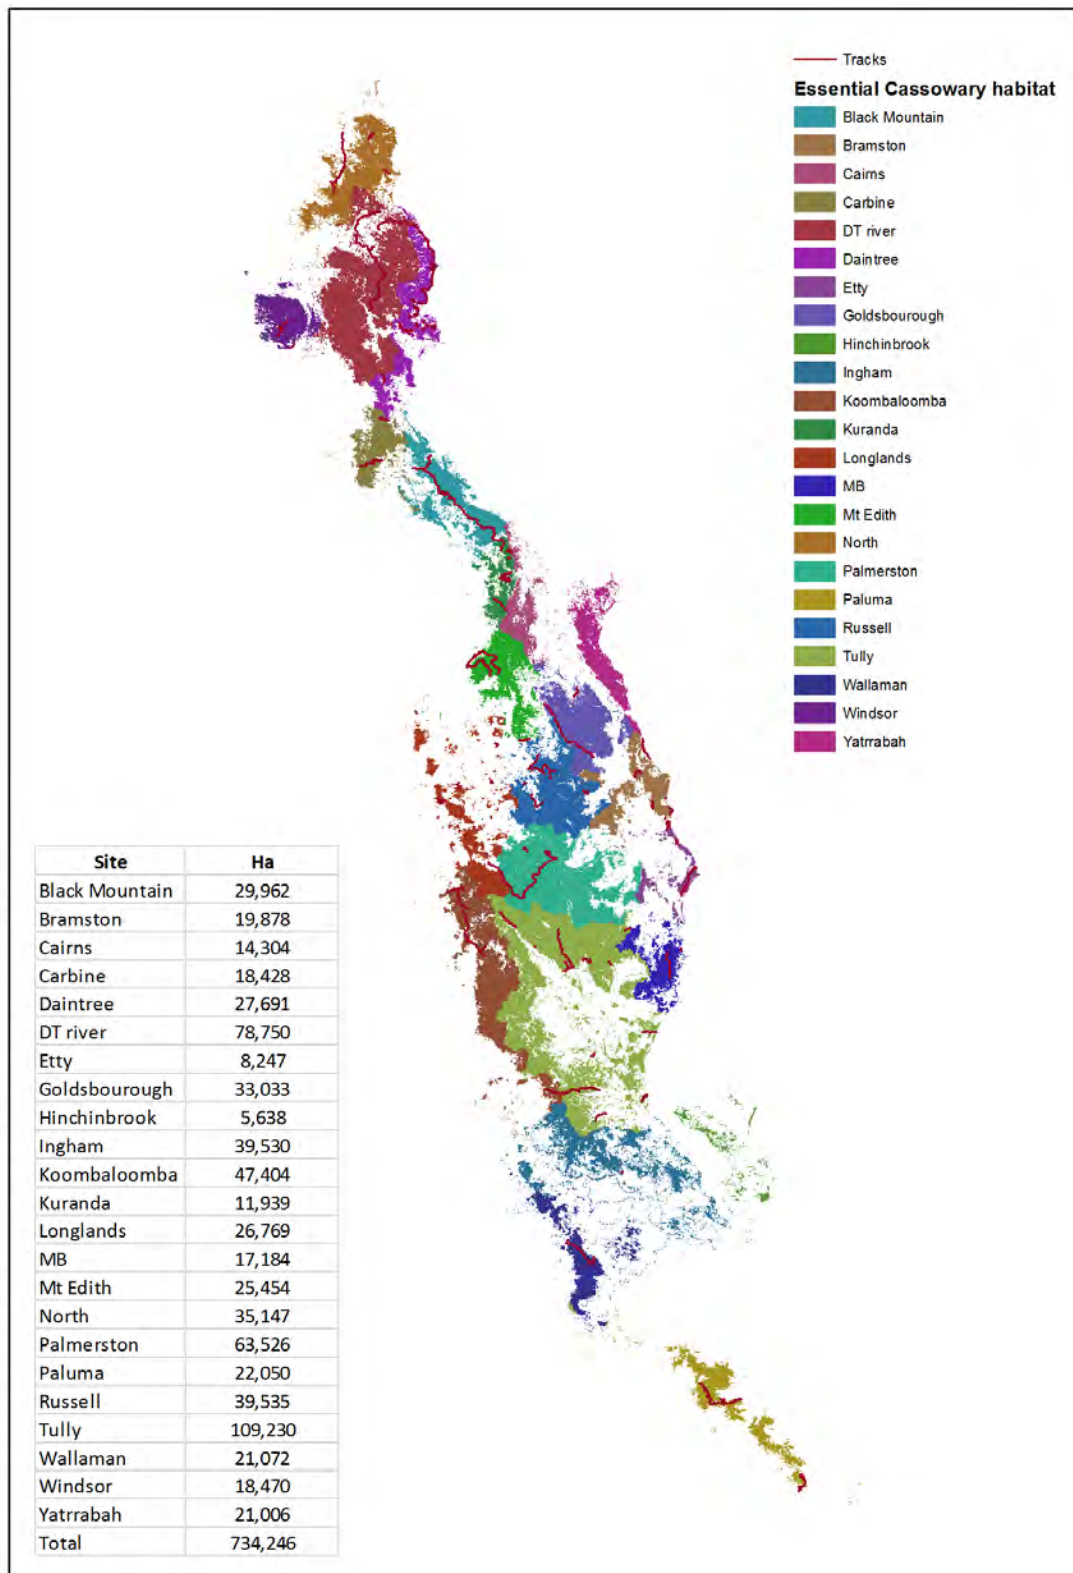 Tracks
Essential Cassowary habitat
Black Mountain
Bramston
Cairns
Carbine
DT river
Daintree
Etty
Goldsbourough
Hinchinbrook
Ingham
Koombaloomba
Kuranda
Longlands
MB
Mt Edith
North
Palmerston
Paluma
Russell
Tully
Wallaman
Windsor
Yatrrabah
Site Ha
Black Mountain 29,962
Bramston 19,878
Cairns 14,304
Carbine 18,428
Daintree 27,691
DT river 78,750
Etty 8,247
Goldsbourough 33,033
Hinchinbrook 5,638
Ingham 39,530
Koombaloomba 47,404
Kuranda 11,939
Longlands 26,769
MB 17,184
Mt Edith 25,454
North 35,147
Palmerston 63,526
Paluma 22,050
Russell 39,535
Tully 109,230
Wallaman 21,072
Windsor 18,470
Yatrrabah 21,006
Total 734,246